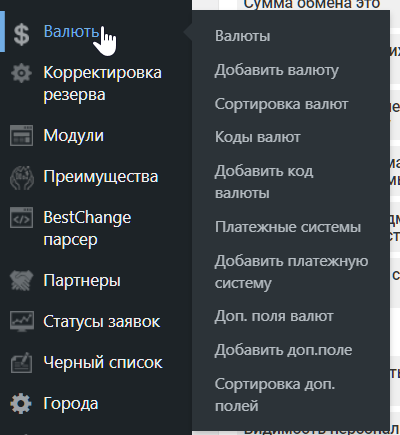 Сумма обмена это
Валюты
Корректировка
резерва
Модули
Преимущества
BestChange
парсер
Партнеры
Статусы заявок
Черный список
Города
Валюты
Добавить валюту
Сортировка валют
Коды валют
Добавить код
валюты
Платежные системы
Добавить платежную
систему
Доп. поля валют
Добавить доп.поле
Сортировка доп.
полей